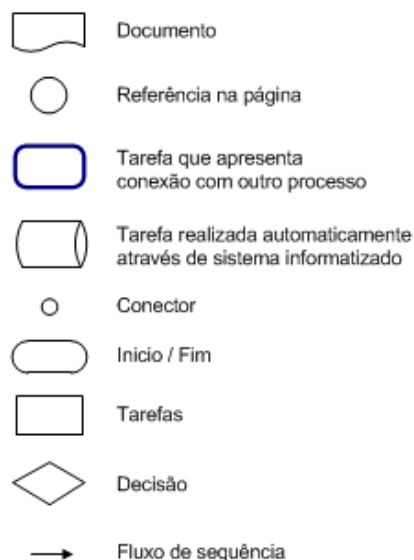 Documento
Referência na página
Tarefa que apresenta
conexão com outro processo
Tarefa realizada automaticamente
através de sistema informatizado
Conector
Inicio / Fim
Tarefas
Decisão
Fluxo de sequência